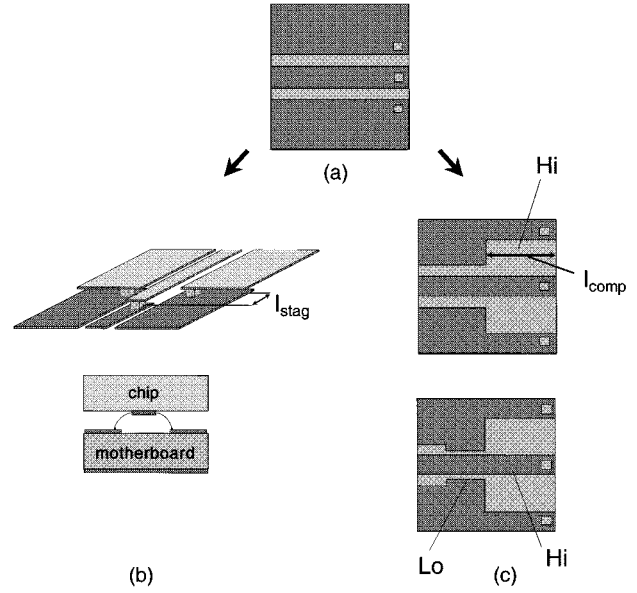 (a)
Hi
l_comp
l_stag
chip
motherboard
Lo
Hi
(b)
(c)